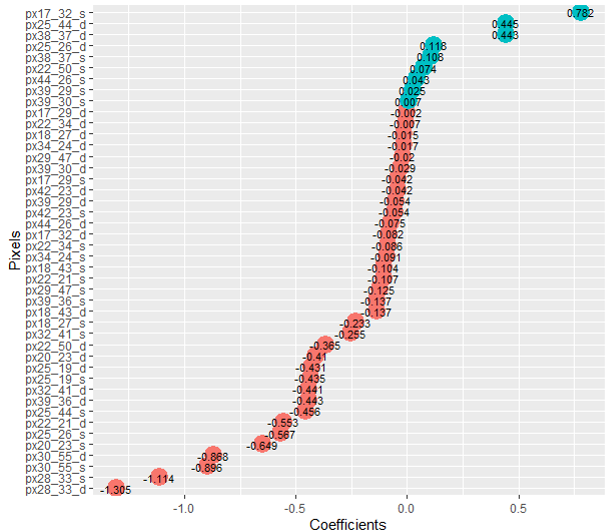 px17_32_s 0.782
px25_44_d 0.445
px38_37_d 0.443
px25_26_d 0.118
px38_37_s 0.108
px22_50_s 0.074
px44_26_s 0.043
px39_29_s 0.025
px39_30_s 0.007
px17_29_d -0.002
px22_34_d -0.007
px18_27_d -0.015
px34_24_d -0.017
px29_47_d -0.02
px39_30_d -0.029
px17_29_s -0.042
px42_23_d -0.042
px39_29_d -0.054
px42_23_s -0.054
px44_26_d -0.075
px17_32_d -0.082
px22_34_s -0.086
px34_24_s -0.091
px18_43_s -0.104
px22_21_s -0.107
px29_47_s -0.125
px39_36_s -0.137
px18_43_d -0.137
px18_27_s -0.233
px32_41_s -0.255
px22_50_d -0.365
px20_23_d -0.41
px25_19_d -0.431
px25_19_s -0.435
px32_41_d -0.441
px39_36_d -0.443
px25_44_s -0.456
px22_21_d -0.553
px25_26_s -0.567
px20_23_s -0.649
px30_55_d -0.868
px30_55_s -0.896
px28_33_s -1.114
px28_33_d -1.305
Pixels
-1.0 -0.5 0.0 0.5
Coefficients